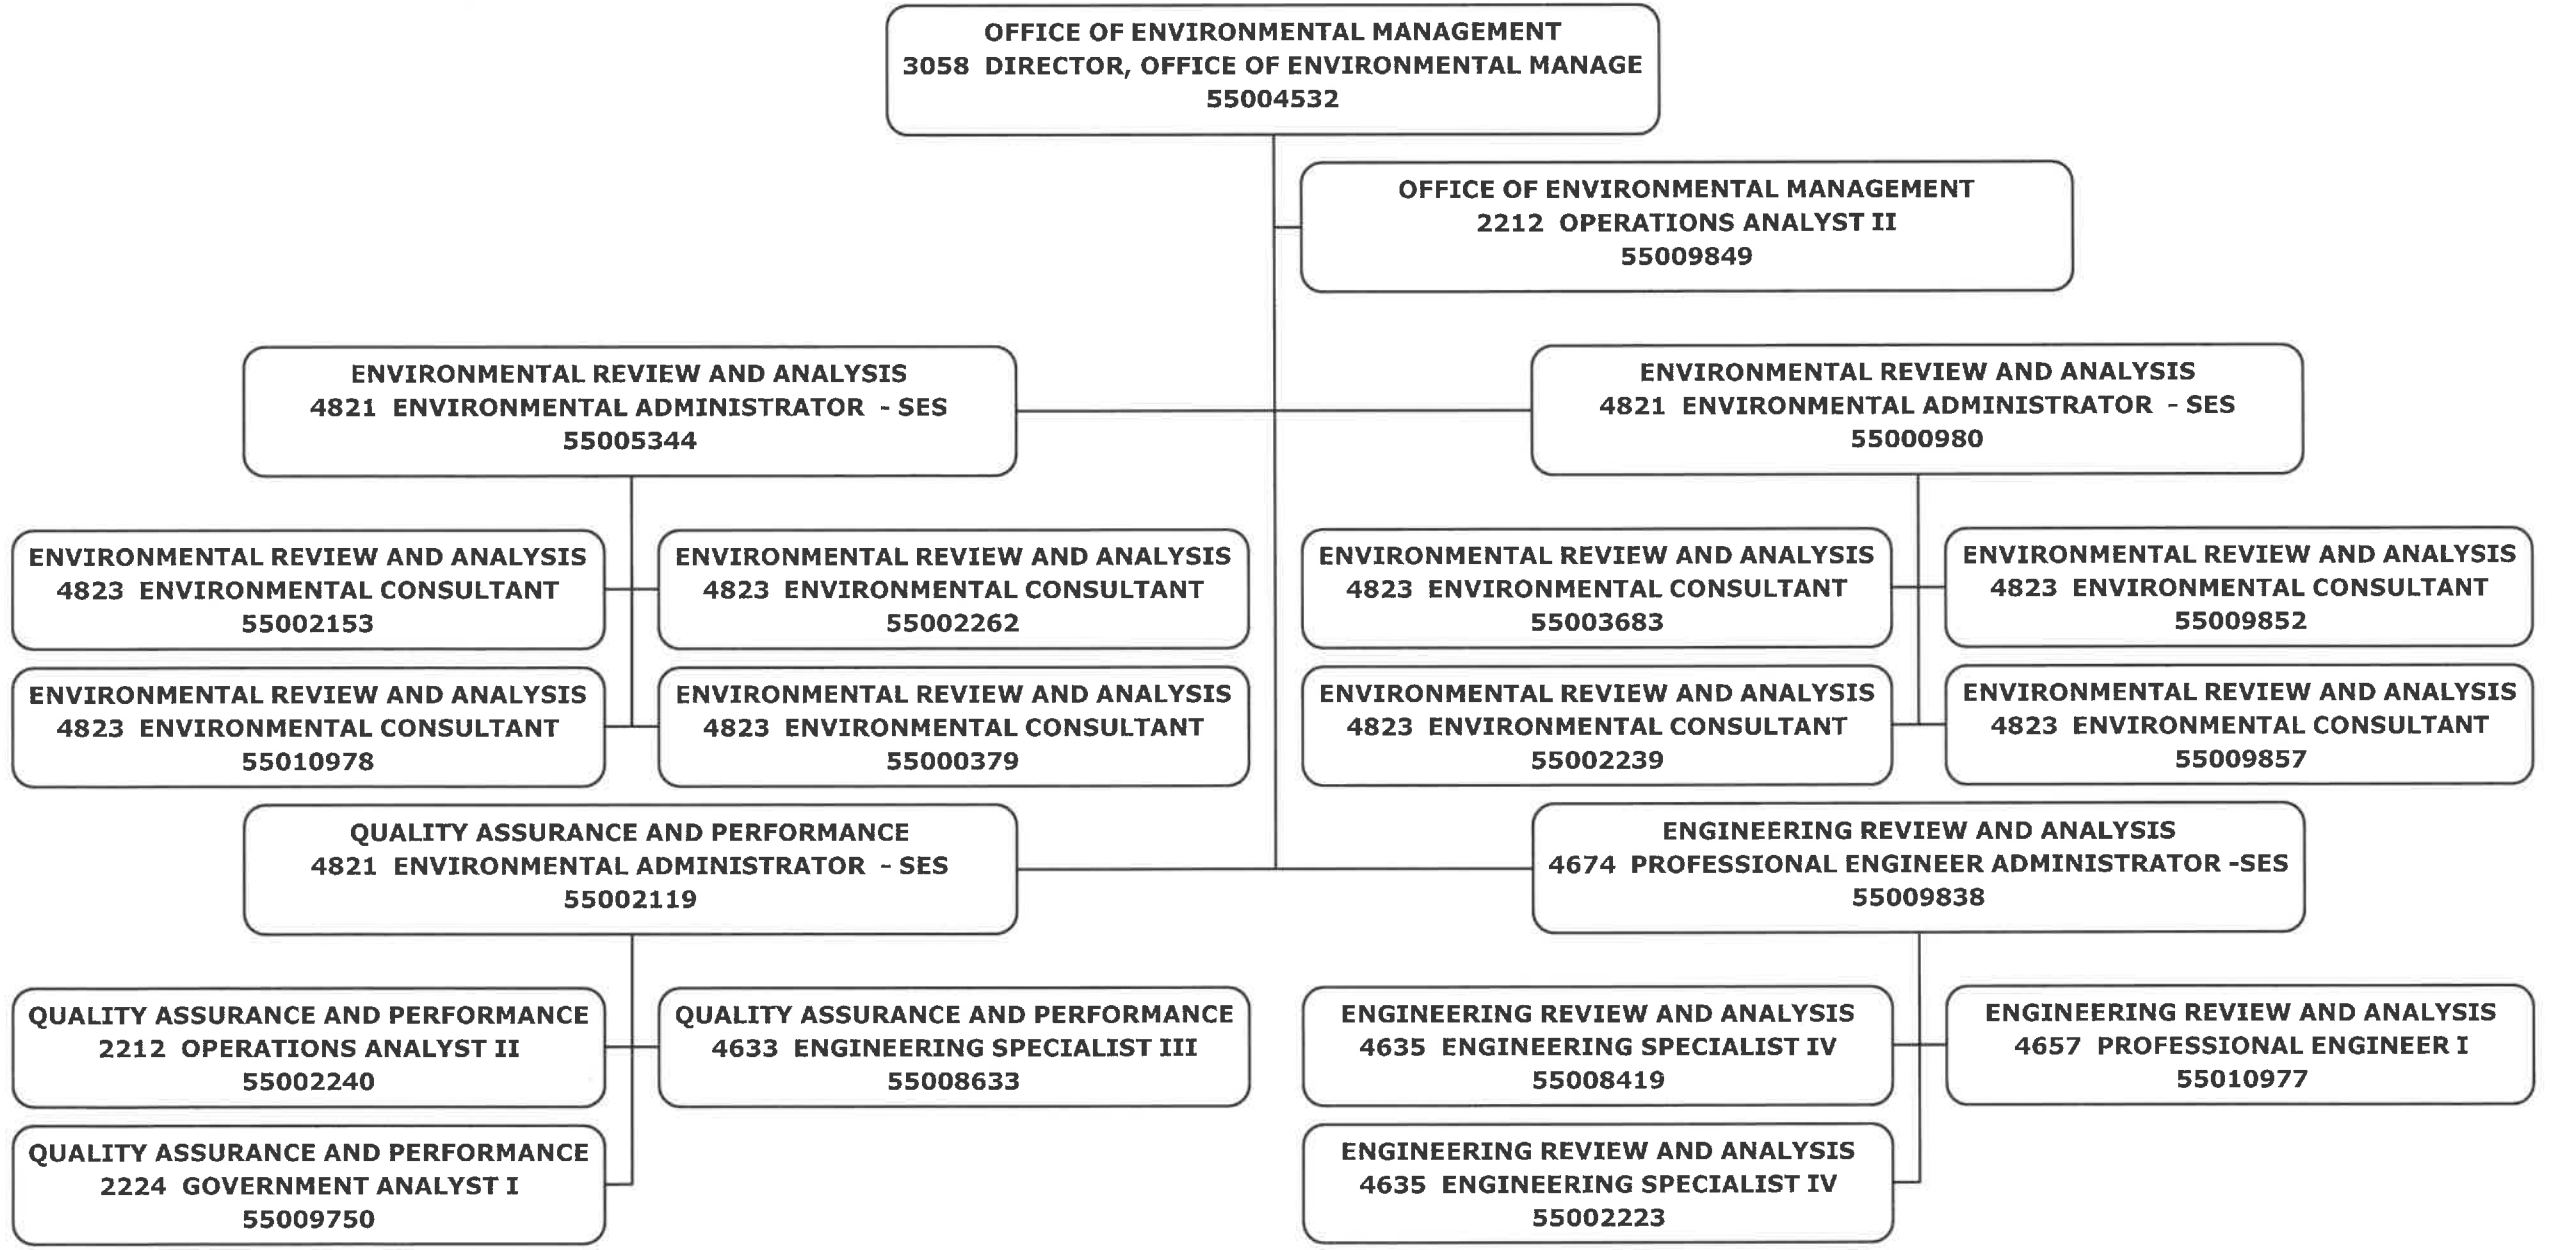 OFFICE OF ENVIRONMENTAL MANAGEMENT
3058 DIRECTOR, OFFICE OF ENVIRONMENTAL MANAGE
55004532
OFFICE OF ENVIRONMENTAL MANAGEMENT
2212 OPERATIONS ANALYST II
55009849
ENVIRONMENTAL REVIEW AND ANALYSIS
4821 ENVIRONMENTAL ADMINISTRATOR - SES
55005344
ENVIRONMENTAL REVIEW AND ANALYSIS
4821 ENVIRONMENTAL ADMINISTRATOR - SES
55000980
ENVIRONMENTAL REVIEW AND ANALYSIS
4823 ENVIRONMENTAL CONSULTANT
55002153
ENVIRONMENTAL REVIEW AND ANALYSIS
4823 ENVIRONMENTAL CONSULTANT
55002262
ENVIRONMENTAL REVIEW AND ANALYSIS
4823 ENVIRONMENTAL CONSULTANT
55003683
ENVIRONMENTAL REVIEW AND ANALYSIS
4823 ENVIRONMENTAL CONSULTANT
55009852
ENVIRONMENTAL REVIEW AND ANALYSIS
4823 ENVIRONMENTAL CONSULTANT
55010978
ENVIRONMENTAL REVIEW AND ANALYSIS
4823 ENVIRONMENTAL CONSULTANT
55000379
ENVIRONMENTAL REVIEW AND ANALYSIS
4823 ENVIRONMENTAL CONSULTANT
55002239
ENVIRONMENTAL REVIEW AND ANALYSIS
4823 ENVIRONMENTAL CONSULTANT
55009857
QUALITY ASSURANCE AND PERFORMANCE
4821 ENVIRONMENTAL ADMINISTRATOR - SES
55002119
ENGINEERING REVIEW AND ANALYSIS
4674 PROFESSIONAL ENGINEER ADMINISTRATOR -SES
55009838
QUALITY ASSURANCE AND PERFORMANCE
2212 OPERATIONS ANALYST II
55002240
QUALITY ASSURANCE AND PERFORMANCE
4633 ENGINEERING SPECIALIST III
55008633
ENGINEERING REVIEW AND ANALYSIS
4635 ENGINEERING SPECIALIST IV
55008419
ENGINEERING REVIEW AND ANALYSIS
4657 PROFESSIONAL ENGINEER I
55010977
QUALITY ASSURANCE AND PERFORMANCE
2224 GOVERNMENT ANALYST I
55009750
ENGINEERING REVIEW AND ANALYSIS
4635 ENGINEERING SPECIALIST IV
55002223